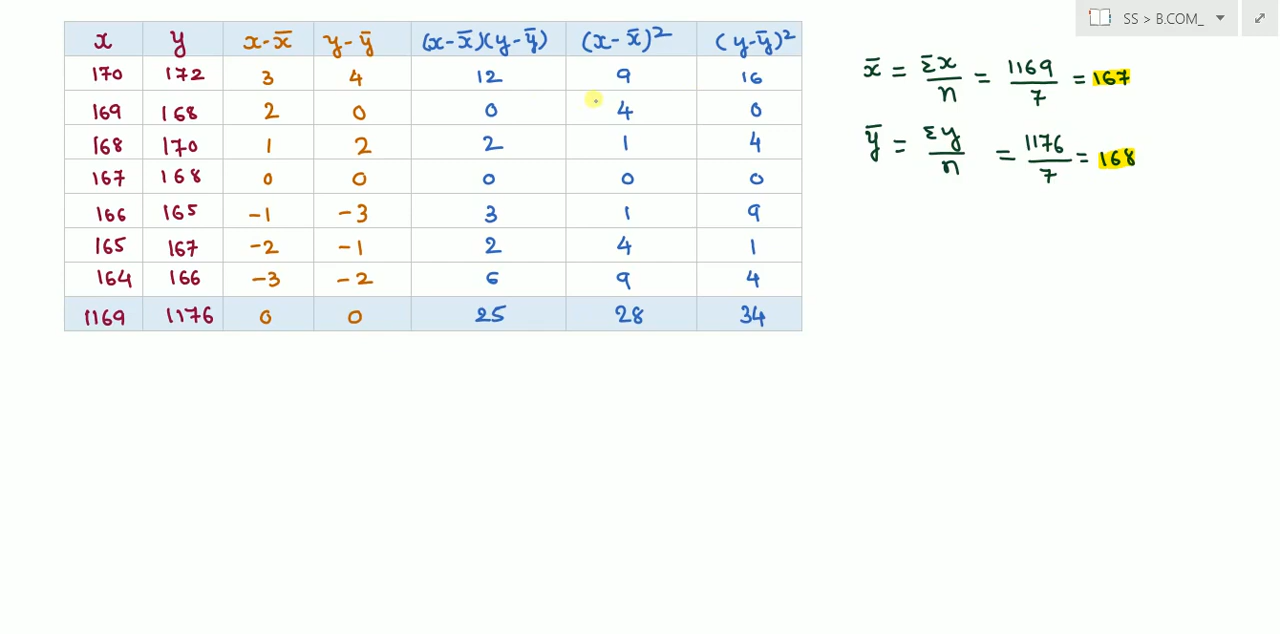 SS > B.COM_
x y x-x̄ y-ȳ (x-x̄)(y-ȳ) (x-x̄)² (y-ȳ)²
170 172 3 4 12 9 16
169 168 2 0 0 4 0
168 170 1 2 2 1 4
167 168 0 0 0 0 0
166 165 -1 -3 3 1 9
165 167 -2 -1 2 4 1
164 166 -3 -2 6 9 4
1169 1176 0 0 25 28 34
x̄ = Σx/n = 1169/7 = 167
ȳ = Σy/n = 1176/7 = 168